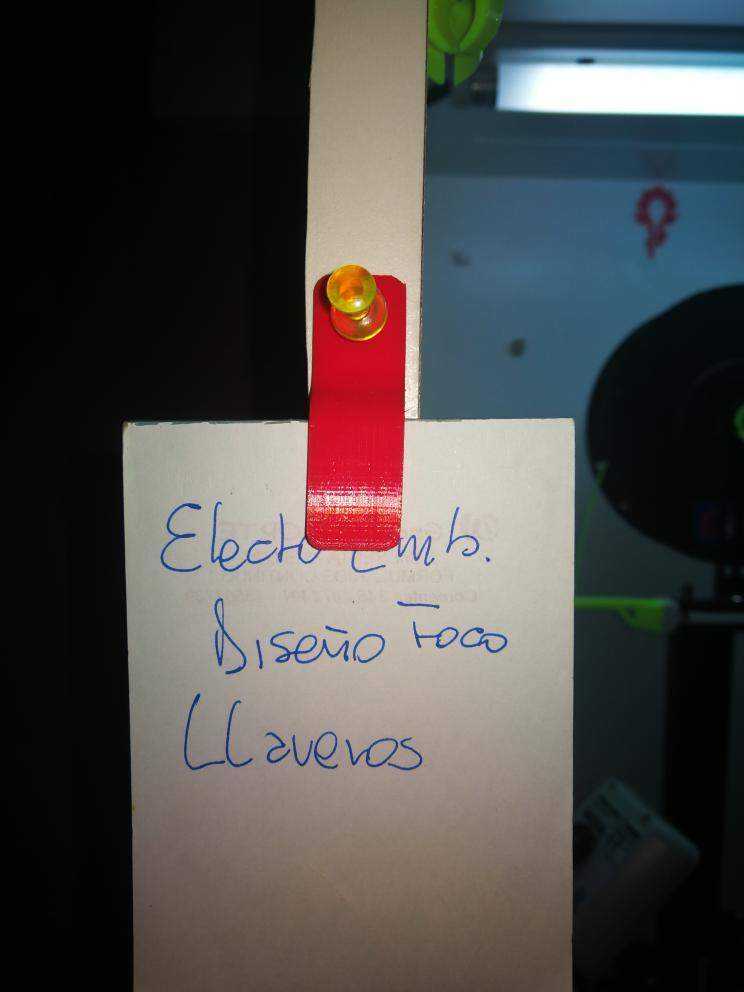 Electo Emb.
Diseño Foco
Llaveros